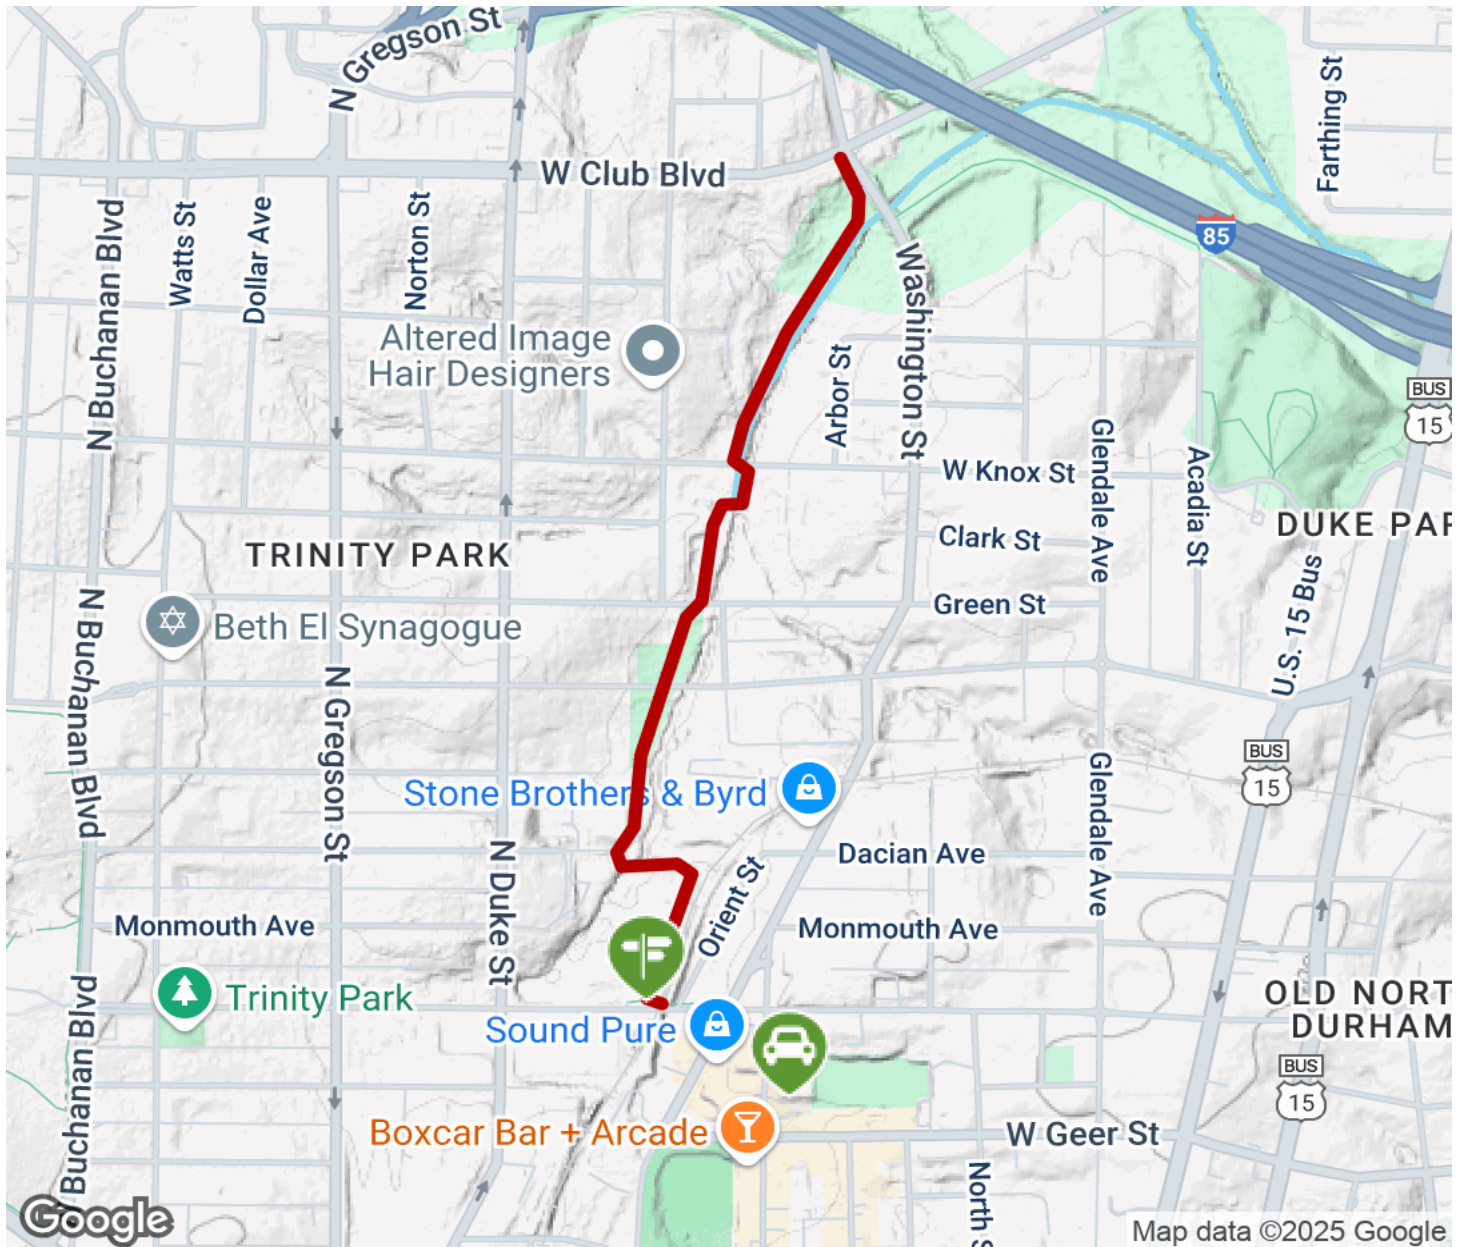 N Gregson St
W Club Blvd
Farthing St
N Buchanan Blvd
Watts St
Dollar Ave
Norton St
85
Washington St
Altered Image
Hair Designers
Arbor St
BUS
15
Glendale Ave
W Knox St
Acadia St
Clark St
DUKE PAR
TRINITY PARK
U.S. 15 Bus
N Buchanan Blvd
Beth El Synagogue
Green St
N Gregson St
BUS
15
Stone Brothers & Byrd
Glendale Ave
N Duke St
Orient St
Dacian Ave
Monmouth Ave
Monmouth Ave
N Buchanan Blvd
Trinity Park
OLD NORT
DURHAM
Sound Pure
BUS
15
Boxcar Bar + Arcade
W Geer St
North S
Google
Map data ©2025 Google